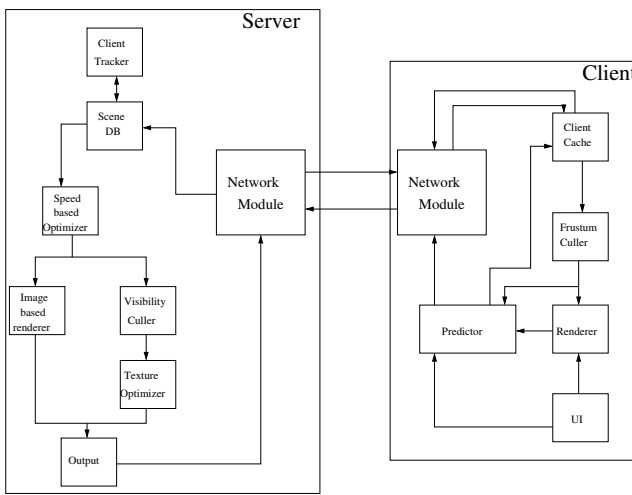 Server
Client
Tracker
Scene
DB
Speed
based
Optimizer
Image
based
renderer
Visibility
Culler
Texture
Optimizer
Output
Network
Module
Client
Network
Module
Client
Cache
Frustum
Culler
Predictor
Renderer
UI